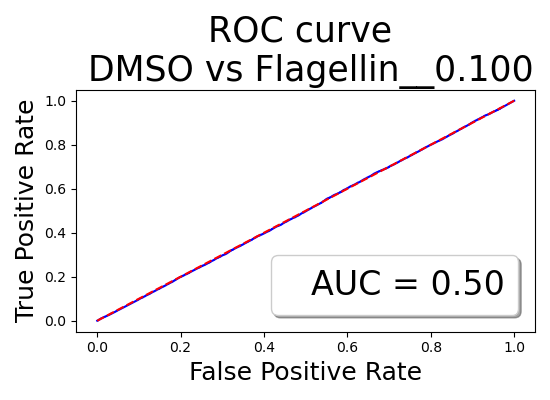 ROC curve
DMSO vs Flagellin__0.100
True Positive Rate
1.0
0.8
0.6
0.4
0.2
0.0
AUC = 0.50
0.0 0.2 0.4 0.6 0.8 1.0
False Positive Rate